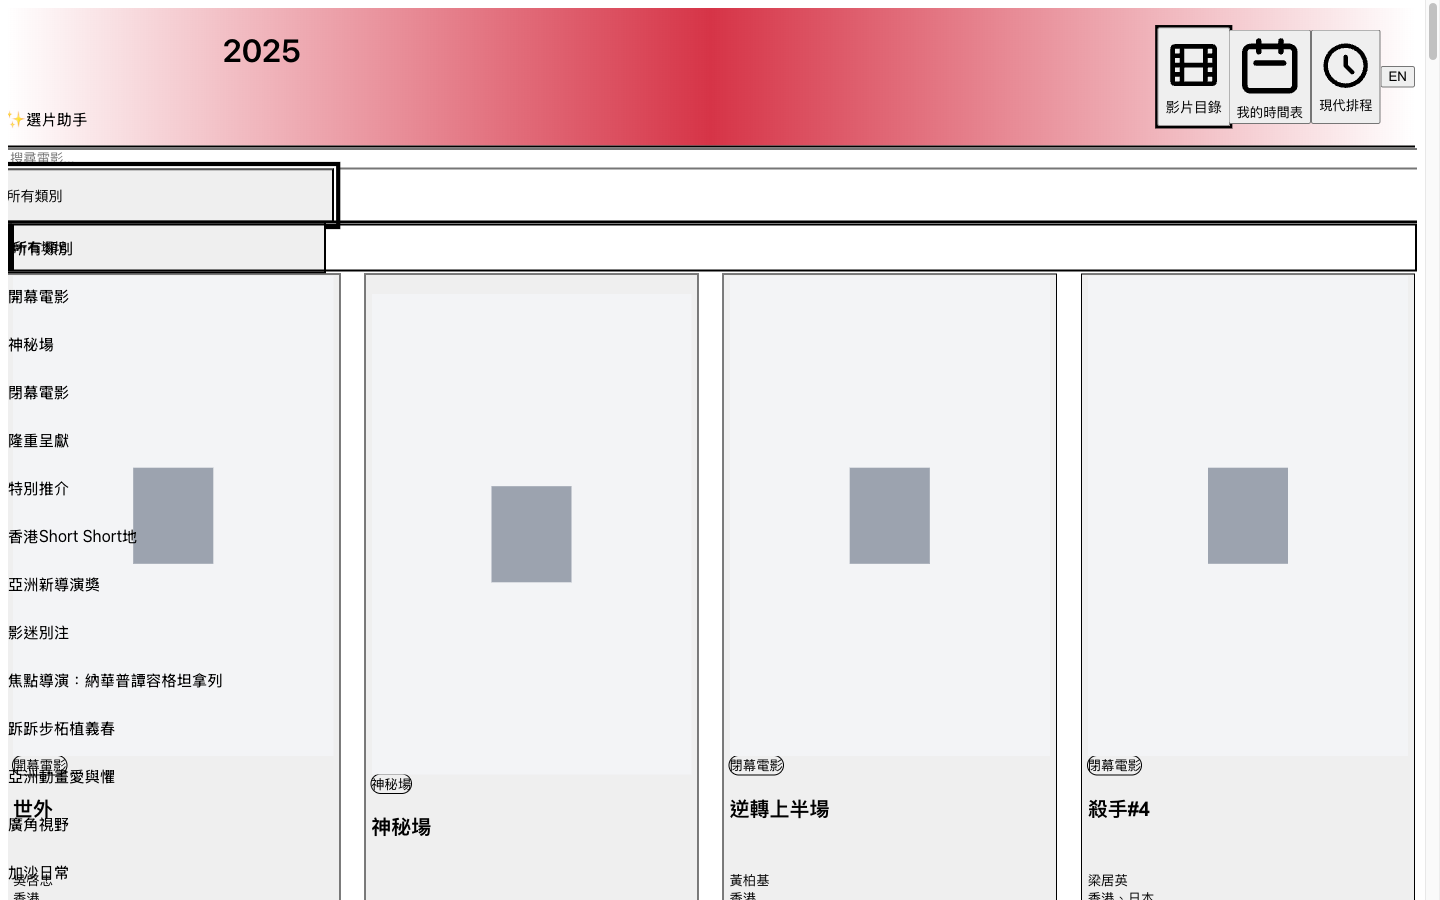 2025
✨選片助手
影片目錄
我的時間表
現代排程
EN
搜尋電影
所有類別
所有類別
開幕電影
神秘場
閉幕電影
隆重呈獻
特別推介
香港Short Short地
亞洲新導演獎
影迷別注
焦點導演：納華普譚容格坦拿列
跅跅步柘植義春
亞洲動畫愛與懼
廣角視野
加沙日常
開幕電影
世外
吳啓忠
香港
神秘場
神秘場
閉幕電影
逆轉上半場
黃柏基
香港
閉幕電影
殺手#4
梁居英
香港、日本